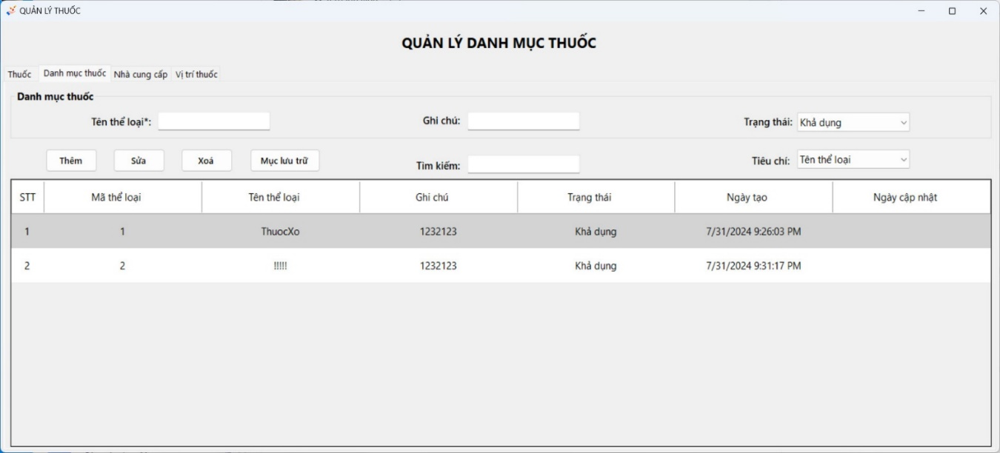 QUẢN LÝ THUỐC
QUẢN LÝ DANH MỤC THUỐC
Thuốc Danh mục thuốc Nhà cung cấp Vị trí thuốc
Danh mục thuốc
Tên thể loại*: Ghi chú: Trạng thái: Khả dụng
Thêm Sửa Xoá Mục lưu trữ Tìm kiếm: Tiêu chí: Tên thể loại
STT Mã thể loại Tên thể loại Ghi chú Trạng thái Ngày tạo Ngày cập nhật
1 1 ThuocXo 1232123 Khả dụng 7/31/2024 9:26:03 PM
2 2 !!!!! 1232123 Khả dụng 7/31/2024 9:31:17 PM